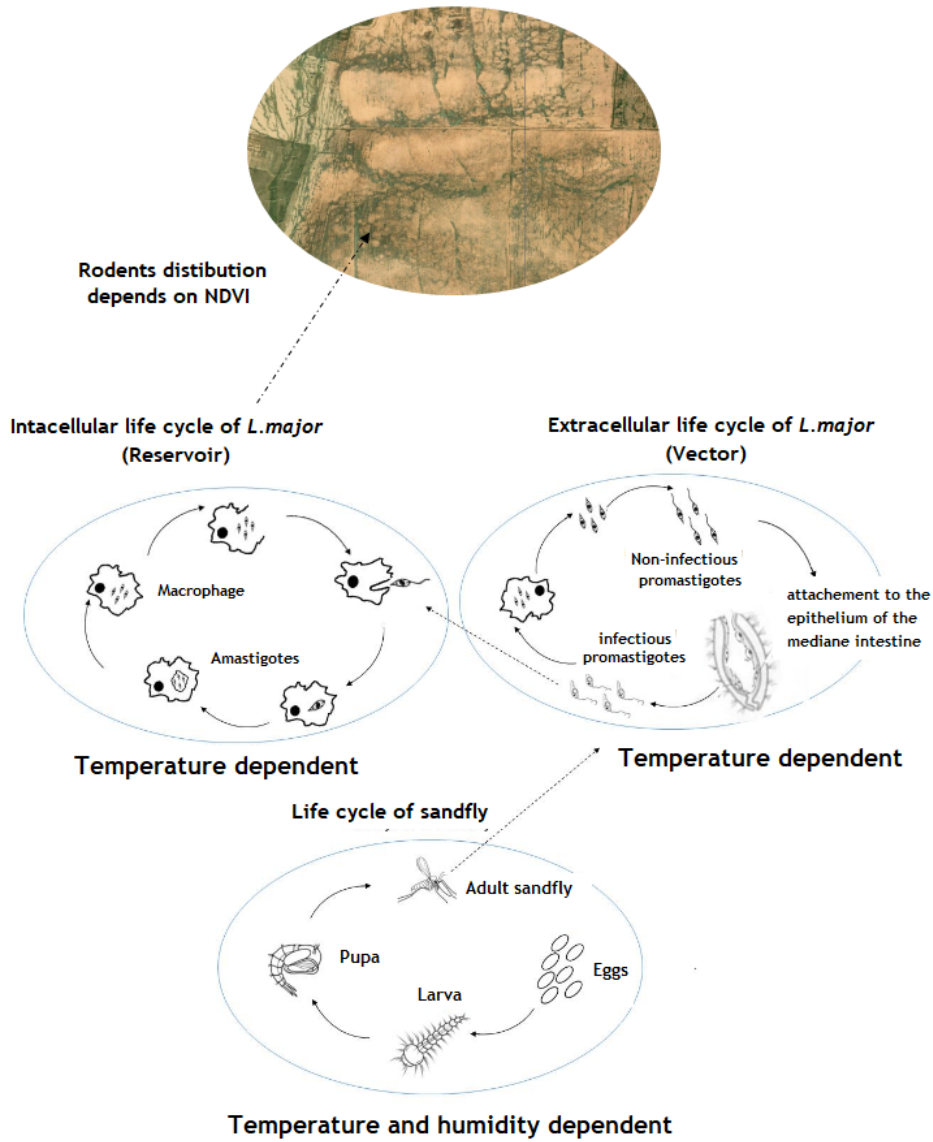 Rodents distibution
depends on NDVI
Intacellular life cycle of L.major
(Reservoir)
Extracellular life cycle of L.major
(Vector)
Macrophage
Amastigotes
Non-infectious
promastigotes
attachement to the
epithelium of the
mediane intestine
infectious
promastigotes
Temperature dependent
Temperature dependent
Life cycle of sandfly
Adult sandfly
Pupa
Eggs
Larva
Temperature and humidity dependent